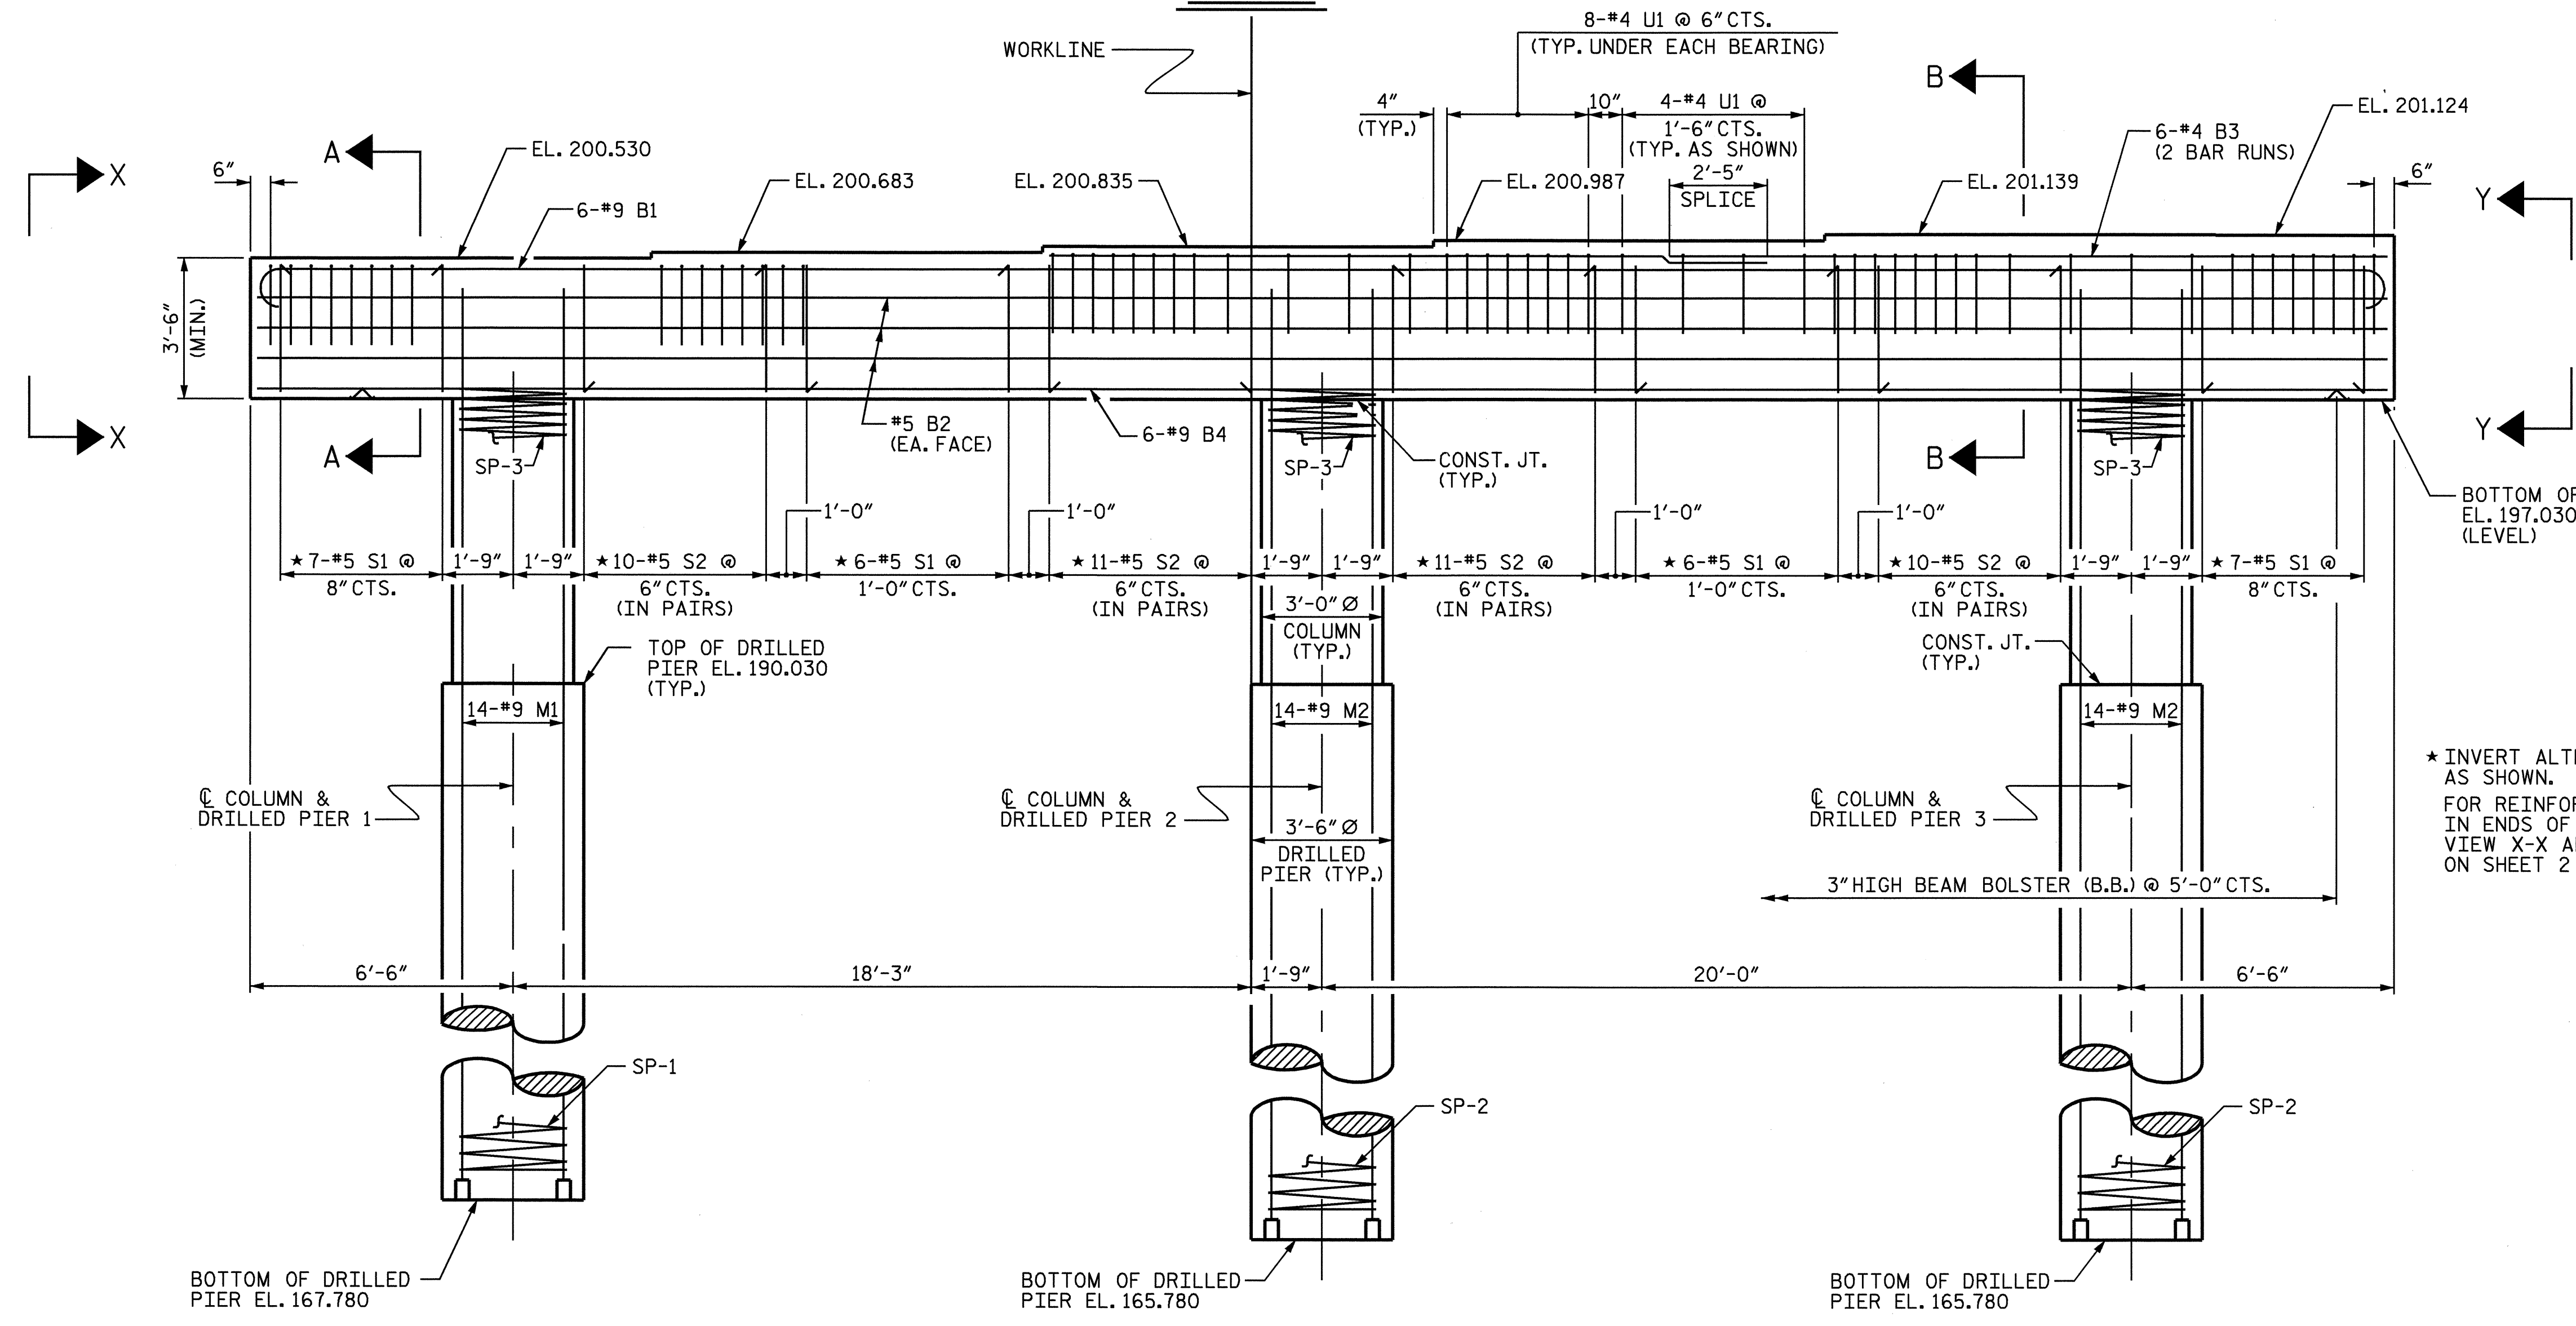 8-#4 U1 @ 6" CTS.
(TYP. UNDER EACH BEARING)
WORKLINE
B
4"
(TYP.)
10"
4-#4 U1 @
1'-6" CTS.
(TYP. AS SHOWN)
2'-5"
SPLICE
EL. 201.124
6-#4 B3
(2 BAR RUNS)
X
6"
A
EL. 200.530
EL. 200.683
EL. 200.835
EL. 200.987
EL. 201.139
6"
Y
6-#9 B1
3'-6"
(MIN.)
X
A
SP-3
#5 B2
(EA. FACE)
6-#9 B4
SP-3
CONST. JT.
(TYP.)
B
SP-3
Y
BOTTOM OF
EL. 197.030
(LEVEL)
1'-0"
1'-0"
1'-0"
1'-0"
★ 7-#5 S1 @
8" CTS.
1'-9"
1'-9"
★ 10-#5 S2 @
6" CTS.
(IN PAIRS)
★ 6-#5 S1 @
1'-0" CTS.
★ 11-#5 S2 @
6" CTS.
(IN PAIRS)
1'-9"
1'-9"
★ 11-#5 S2 @
6" CTS.
(IN PAIRS)
★ 6-#5 S1 @
1'-0" CTS.
★ 10-#5 S2 @
6" CTS.
(IN PAIRS)
1'-9"
1'-9"
★ 7-#5 S1 @
8" CTS.
3'-0" Ø
COLUMN
(TYP.)
TOP OF DRILLED
PIER EL. 190.030
(TYP.)
CONST. JT.
(TYP.)
14-#9 M1
14-#9 M2
14-#9 M2
★ INVERT ALT
AS SHOWN.
FOR REINFOR
IN ENDS OF
VIEW X-X A
ON SHEET 2
℄ COLUMN &
DRILLED PIER 1
℄ COLUMN &
DRILLED PIER 2
℄ COLUMN &
DRILLED PIER 3
3'-6" Ø
DRILLED
PIER (TYP.)
3" HIGH BEAM BOLSTER (B.B.) @ 5'-0" CTS.
6'-6"
18'-3"
1'-9"
20'-0"
6'-6"
SP-1
SP-2
SP-2
BOTTOM OF DRILLED
PIER EL. 167.780
BOTTOM OF DRILLED
PIER EL. 165.780
BOTTOM OF DRILLED
PIER EL. 165.780